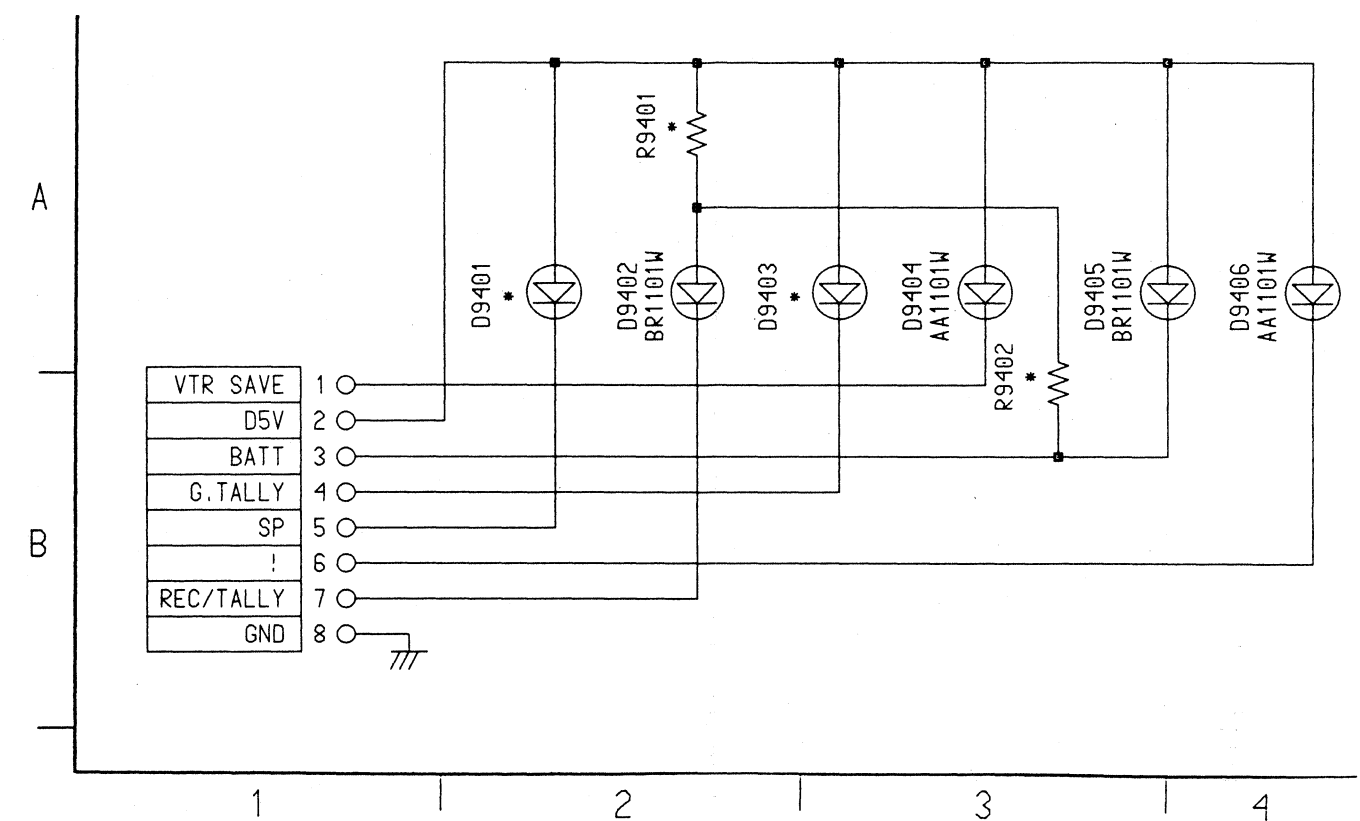 R9401
*
A
D9401
*
D9402
BR1101W
D9403
*
D9404
AA1101W
D9405
BR1101W
D9406
AA1101W
R9402
*
VTR SAVE 1
D5V 2
BATT 3
G.TALLY 4
SP 5
! 6
REC/TALLY 7
GND 8
B
1 2 3 4